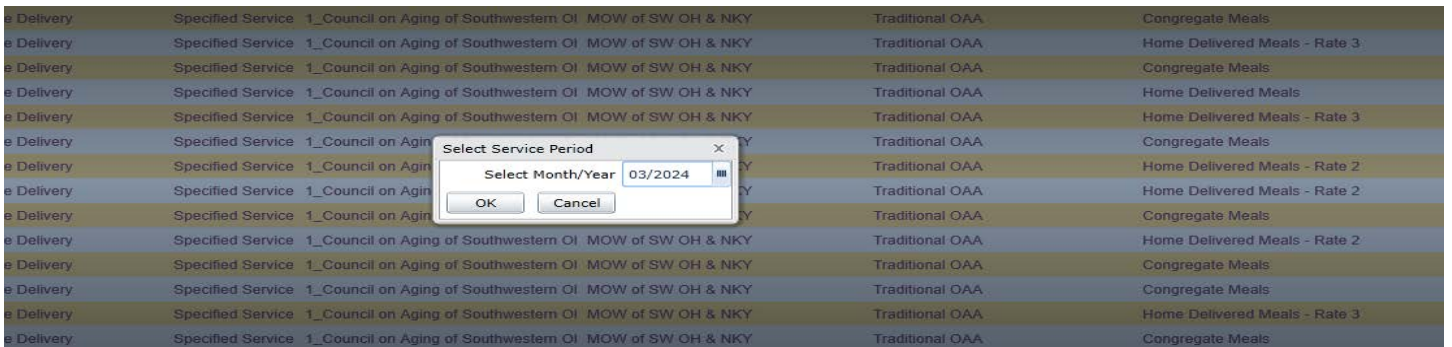 e Delivery Specified Service 1_Council on Aging of Southwestern OI MOW of SW OH & NKY Traditional OAA Congregate Meals
e Delivery Specified Service 1_Council on Aging of Southwestern OI MOW of SW OH & NKY Traditional OAA Home Delivered Meals - Rate 3
e Delivery Specified Service 1_Council on Aging of Southwestern OI MOW of SW OH & NKY Traditional OAA Congregate Meals
e Delivery Specified Service 1_Council on Aging of Southwestern OI MOW of SW OH & NKY Traditional OAA Home Delivered Meals
e Delivery Specified Service 1_Council on Aging of Southwestern OI MOW of SW OH & NKY Traditional OAA Home Delivered Meals - Rate 3
e Delivery Specified Service 1_Council on Agin Y Traditional OAA Congregate Meals
Select Service Period
e Delivery Specified Service 1_Council on Agin Y Traditional OAA Home Delivered Meals - Rate 2
Select Month/Year 03/2024
e Delivery Specified Service 1_Council on Agin Y Traditional OAA Home Delivered Meals - Rate 2
OK Cancel
e Delivery Specified Service 1_Council on Agin Y Traditional OAA Congregate Meals
e Delivery Specified Service 1_Council on Aging of Southwestern OI MOW of SW OH & NKY Traditional OAA Home Delivered Meals - Rate 2
e Delivery Specified Service 1_Council on Aging of Southwestern OI MOW of SW OH & NKY Traditional OAA Congregate Meals
e Delivery Specified Service 1_Council on Aging of Southwestern OI MOW of SW OH & NKY Traditional OAA Congregate Meals
e Delivery Specified Service 1_Council on Aging of Southwestern OI MOW of SW OH & NKY Traditional OAA Home Delivered Meals - Rate 3
e Delivery Specified Service 1_Council on Aging of Southwestern OI MOW of SW OH & NKY Traditional OAA Congregate Meals